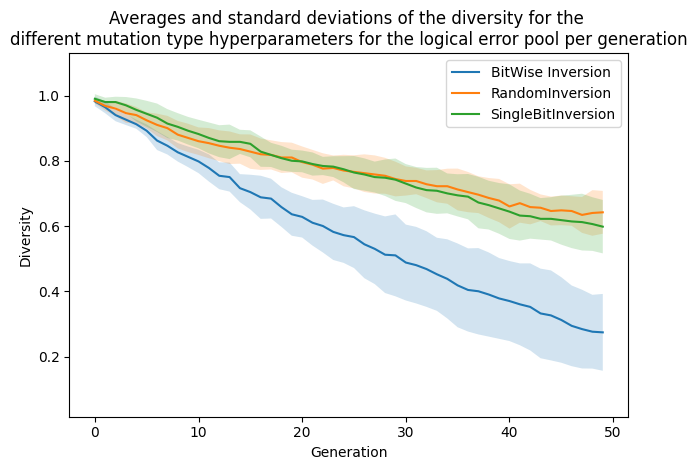 Averages and standard deviations of the diversity for the
different mutation type hyperparameters for the logical error pool per generation
BitWise Inversion
RandomInversion
SingleBitInversion
1.0
0.8
0.6
0.4
0.2
Diversity
0 10 20 30 40 50
Generation